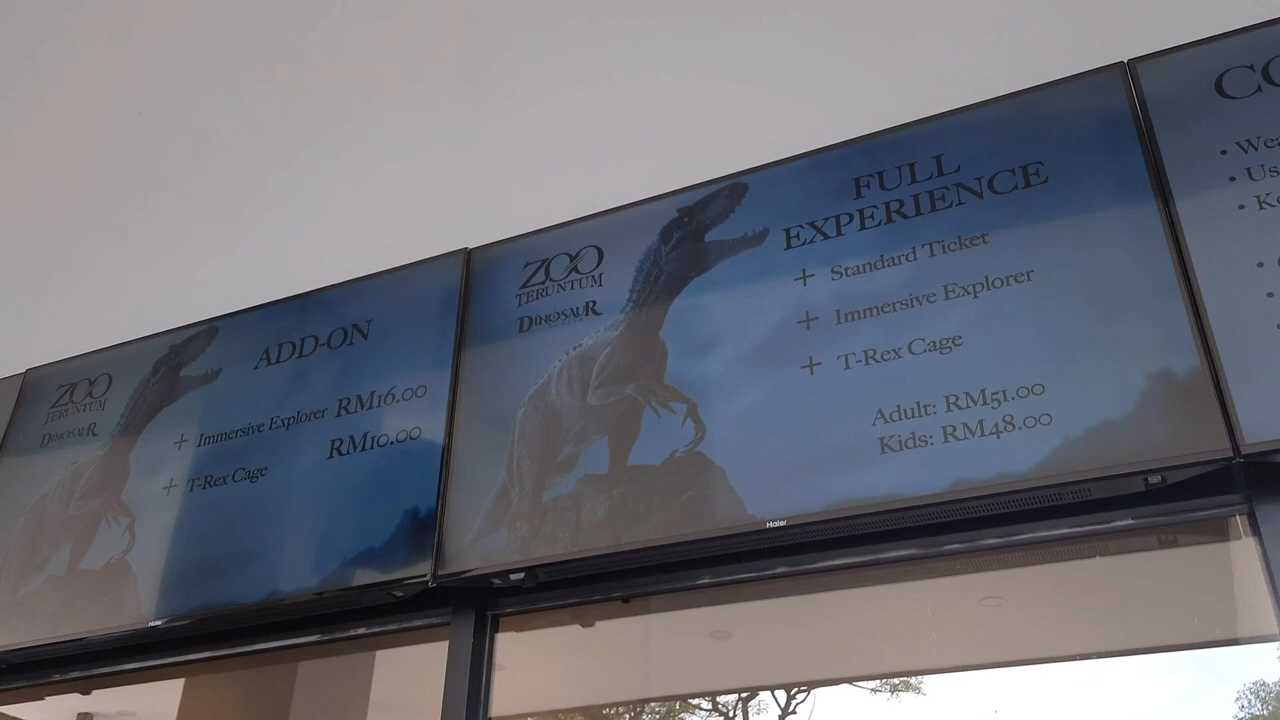 ZOO
TERUNTUM
DINOSAUR
ADD-ON
+ Immersive Explorer RM16.00
RM10.00
+ T-Rex Cage
Haier
ZOO
TERUNTUM
DINOSAUR
FULL
EXPERIENCE
+ Standard Ticket
+ Immersive Explorer
+ T-Rex Cage
Adult: RM51.00
Kids: RM48.00
Haier